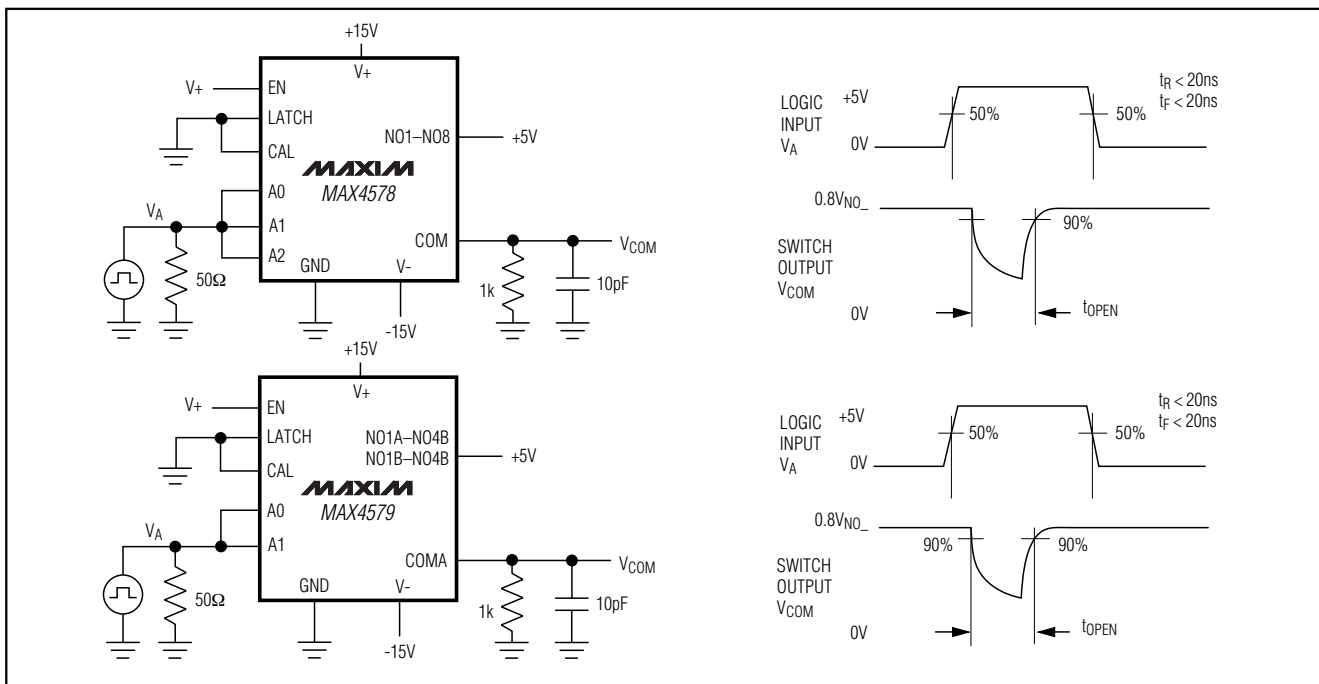 +15V
V+
V+
EN
LATCH
CAL
NO1–NO8
+5V
MAXIM
MAX4578
A0
VA
A1
A2
COM
VCOM
GND
V-
50Ω
1k
10pF
-15V
LOGIC
INPUT
VA
+5V
0V
50%
50%
tR < 20ns
tF < 20ns
0.8VNO_
90%
SWITCH
OUTPUT
VCOM
0V
tOPEN
+15V
V+
V+
EN
LATCH
CAL
NO1A–NO4B
NO1B–NO4B
+5V
MAXIM
MAX4579
A0
VA
A1
COMA
VCOM
GND
V-
50Ω
1k
10pF
-15V
LOGIC
INPUT
VA
+5V
0V
50%
50%
tR < 20ns
tF < 20ns
0.8VNO_
90%
90%
SWITCH
OUTPUT
VCOM
0V
tOPEN